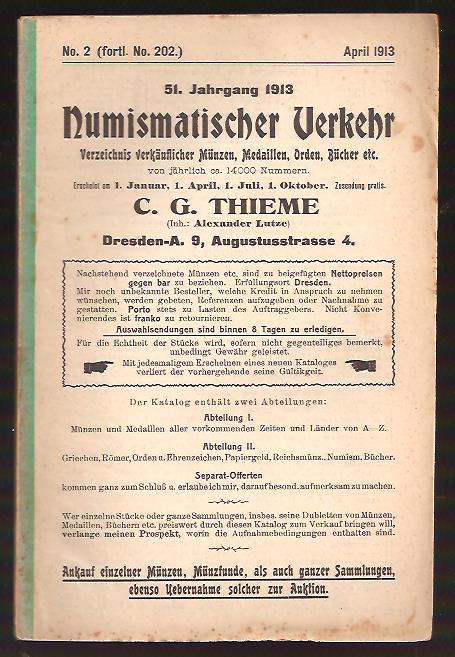 No. 2 (fortl. No. 202.) April 1913
51. Jahrgang 1913
Numismatischer Verkehr
Verzeichnis verkäuflicher Münzen, Medaillen, Orden, Bücher etc.
von jährlich ca. 14000 Nummern.
Erscheint am 1. Januar, 1. April, 1. Juli, 1. Oktober. Zusendung gratis.
C. G. THIEME
(Inh.: Alexander Lutze)
Dresden-A. 9, Augustusstrasse 4.
Nachstehend verzeichnete Münzen etc. sind zu beigefügten Nettopreisen
gegen bar zu beziehen. Erfüllungsort Dresden.
Mir noch unbekannte Besteller, welche Kredit in Anspruch zu nehmen
wünschen, werden gebeten, Referenzen aufzugeben oder Nachnahme zu
gestatten. Porto stets zu Lasten des Auftraggebers. Nicht Konve-
nierendes ist franko zu retournieren.
Auswahlsendungen sind binnen 8 Tagen zu erledigen.
Für die Echtheit der Stücke wird, sofern nicht gegenteiliges bemerkt,
unbedingt Gewähr geleistet.
Mit jedesmaligem Erscheinen eines neuen Kataloges
verliert der vorhergehende seine Gültigkeit.
Der Katalog enthält zwei Abteilungen:
Abteilung I.
Münzen und Medaillen aller vorkommenden Zeiten und Länder von A—Z.
Abteilung II.
Griechen, Römer, Orden u. Ehrenzeichen, Papiergeld, Reichsmünz., Numism. Bücher.
Separat-Offerten
kommen ganz zum Schluß u. erlaube ich mir, darauf besond. aufmerksam zu machen.
Wer einzelne Stücke oder ganze Sammlungen, insbes. seine Dubletten von Münzen,
Medaillen, Büchern etc. preiswert durch diesen Katalog zum Verkauf bringen will,
verlange meinen Prospekt, worin die Aufnahmebedingungen enthalten sind.
Ankauf einzelner Münzen, Münzfunde, als auch ganzer Sammlungen,
ebenso Uebernahme solcher zur Auktion.